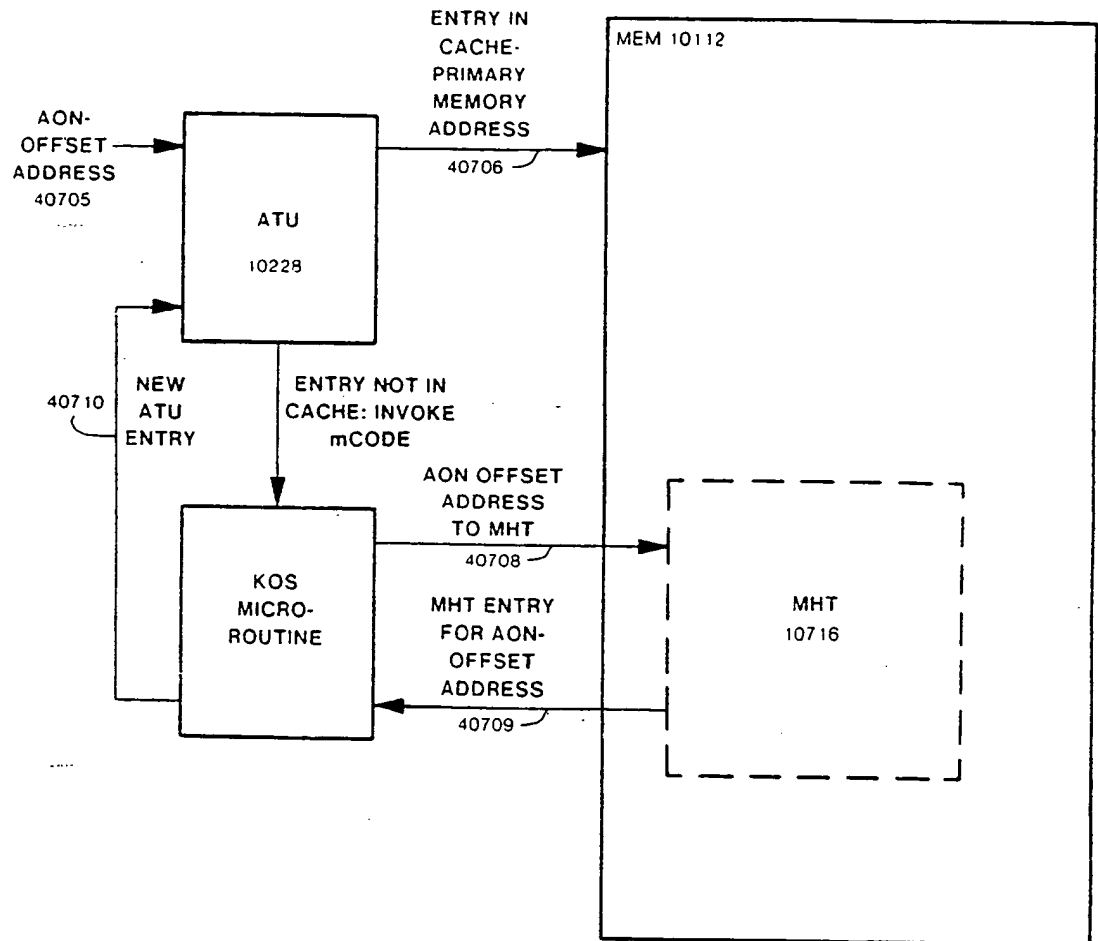 ENTRY IN
CACHE-
PRIMARY
MEMORY
ADDRESS
40706
MEM 10112
AON-
OFFSET
ADDRESS
40705
ATU
10228
40710
NEW
ATU
ENTRY
ENTRY NOT IN
CACHE: INVOKE
mCODE
AON OFFSET
ADDRESS
TO MHT
40708
KOS
MICRO-
ROUTINE
MHT ENTRY
FOR AON-
OFFSET
ADDRESS
40709
MHT
10716